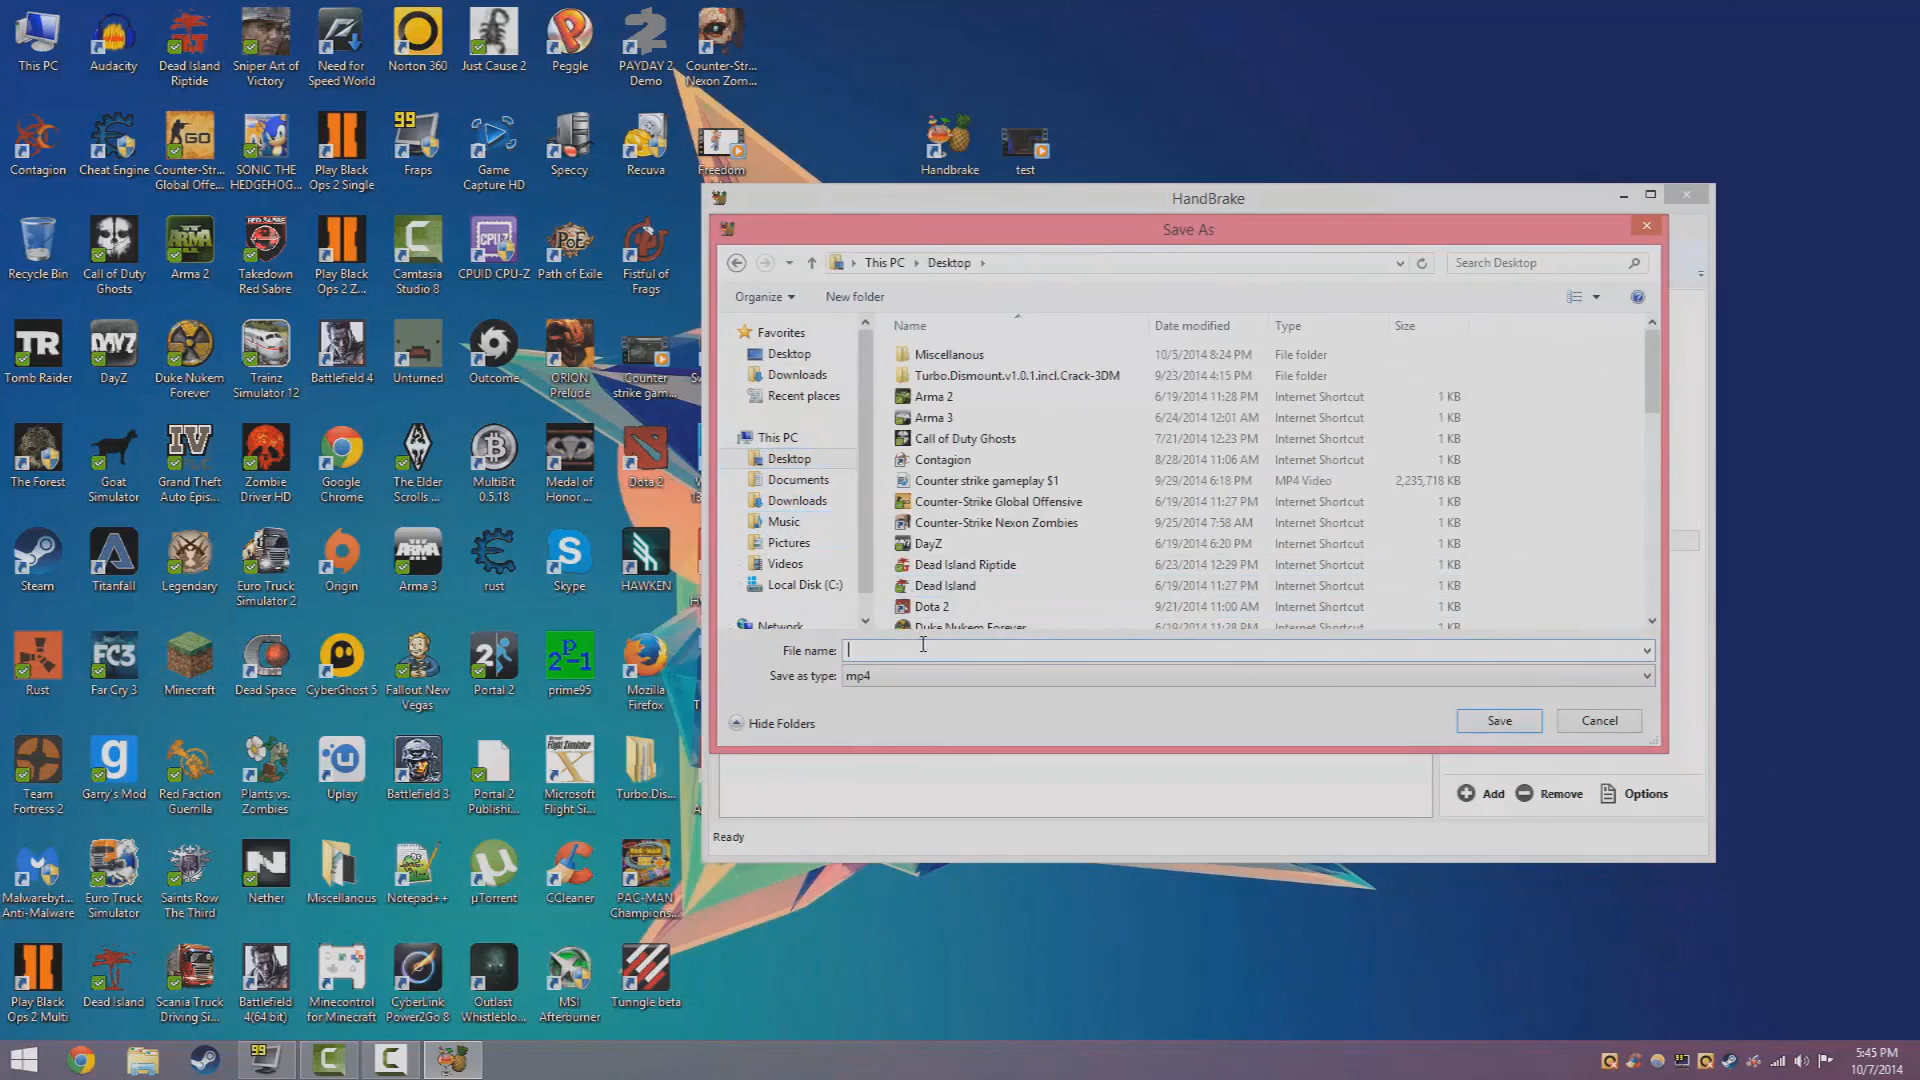 This PC
Audacity
Dead Island
Riptide
Sniper Art of
Victory
Need for
Speed World
Norton 360
Just Cause 2
Peggle
PAYDAY 2
Demo
Counter-Str...
Nexon Zom...
Contagion
Cheat Engine
Counter-Str...
Global Offe...
SONIC THE
HEDGEHOG...
Play Black
Ops 2 Single
99
Fraps
Game
Capture HD
Speccy
Recuva
Freedom
Handbrake
test
Recycle Bin
Call of Duty
Ghosts
Arma 2
Takedown
Red Sabre
Play Black
Ops 2 Z...
Camtasia
Studio 8
CPUID CPU-Z
Path of Exile
Fistful of
Frags
Tomb Raider
DayZ
Duke Nukem
Forever
Trainz
Simulator 12
Battlefield 4
Unturned
Outcome
ORION
Prelude
Counter
strike gam...
The Forest
Goat
Simulator
Grand Theft
Auto Epis...
Zombie
Driver HD
Google
Chrome
The Elder
Scrolls ...
MultiBit
0.5.18
Medal of
Honor ...
Dota 2
Steam
Titanfall
Legendary
Euro Truck
Simulator 2
Origin
Arma 3
rust
Skype
HAWKEN
Rust
Far Cry 3
Minecraft
Dead Space
CyberGhost 5
Fallout New
Vegas
Portal 2
prime95
Mozilla
Firefox
Team
Fortress 2
Garry's Mod
Red Faction
Guerrilla
Plants vs.
Zombies
Uplay
Battlefield 3
Portal 2
Publishi...
Microsoft
Flight Si...
Turbo.Dis...
Malwarebyt...
Anti-Malware
Euro Truck
Simulator
Saints Row
The Third
Nether
Miscellanous
Notepad++
µTorrent
CCleaner
PAC-MAN
Champions...
Play Black
Ops 2 Multi
Dead Island
Scania Truck
Driving Si...
Battlefield
4(64 bit)
Minecontrol
for Minecraft
CyberLink
Power2Go 8
Outlast
Whistleblo...
MSI
Afterburner
Tunngle beta
HandBrake
Save As
This PC
Desktop
Search Desktop
Organize
New folder
Favorites
Desktop
Downloads
Recent places
This PC
Desktop
Documents
Downloads
Music
Pictures
Videos
Local Disk (C:)
Network
Name Date modified Type Size
Miscellanous 10/5/2014 8:24 PM File folder
Turbo.Dismount.v1.0.1.incl.Crack-3DM 9/23/2014 4:15 PM File folder
Arma 2 6/19/2014 11:28 PM Internet Shortcut 1 KB
Arma 3 6/24/2014 12:01 AM Internet Shortcut 1 KB
Call of Duty Ghosts 7/21/2014 12:23 PM Internet Shortcut 1 KB
Contagion 8/28/2014 11:06 AM Internet Shortcut 1 KB
Counter strike gameplay $1 9/29/2014 6:18 PM MP4 Video 2,235,718 KB
Counter-Strike Global Offensive 6/19/2014 11:27 PM Internet Shortcut 1 KB
Counter-Strike Nexon Zombies 9/25/2014 7:58 AM Internet Shortcut 1 KB
DayZ 6/19/2014 6:20 PM Internet Shortcut 1 KB
Dead Island Riptide 6/23/2014 12:29 PM Internet Shortcut 1 KB
Dead Island 6/19/2014 11:27 PM Internet Shortcut 1 KB
Dota 2 9/21/2014 11:00 AM Internet Shortcut 1 KB
Duke Nukem Forever 6/19/2014 11:28 PM Internet Shortcut 1 KB
File name:
Save as type: mp4
Hide Folders
Save
Cancel
Add
Remove
Options
Ready
5:45 PM
10/7/2014